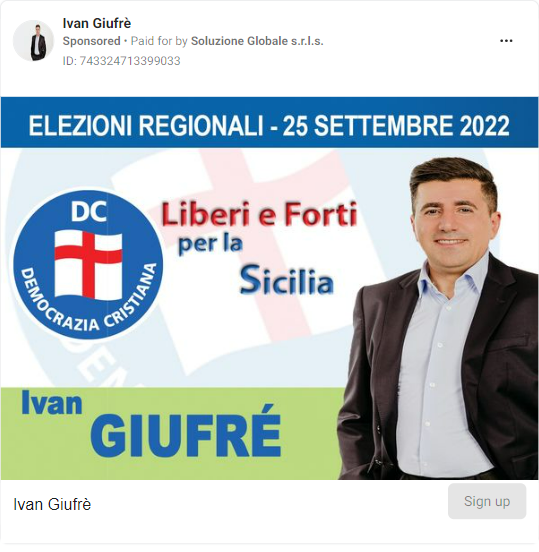 Ivan Giufrè
Sponsored • Paid for by Soluzione Globale s.r.l.s.
ID: 743324713399033
ELEZIONI REGIONALI - 25 SETTEMBRE 2022
DC
DEMOCRAZIA CRISTIANA
Liberi e Forti
per la
Sicilia
Ivan
GIUFRÉ
Ivan Giufrè
Sign up